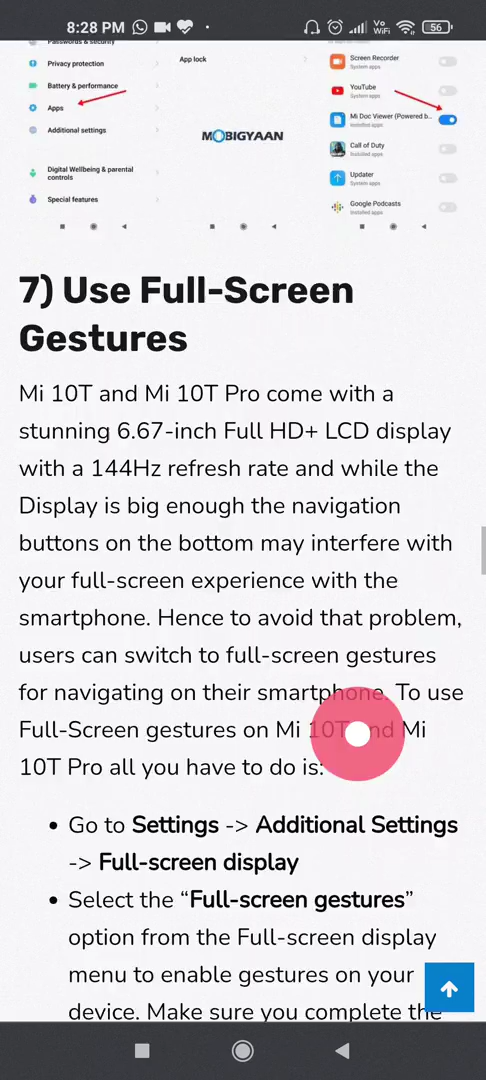 8:28 PM
Vo WiFi
56
Passwords & security
Privacy protection
Battery & performance
Apps
Additional settings
Digital Wellbeing & parental
controls
Special features
App lock
MOBIGYAAN
Screen Recorder
System apps
YouTube
System apps
Mi Doc Viewer (Powered b..
Installed apps
Call of Duty
Installed apps
Updater
System apps
Google Podcasts
Installed apps
7) Use Full-Screen
Gestures
Mi 10T and Mi 10T Pro come with a
stunning 6.67-inch Full HD+ LCD display
with a 144Hz refresh rate and while the
Display is big enough the navigation
buttons on the bottom may interfere with
your full-screen experience with the
smartphone. Hence to avoid that problem,
users can switch to full-screen gestures
for navigating on their smartphone. To use
Full-Screen gestures on Mi 10T and Mi
10T Pro all you have to do is:
• Go to Settings -> Additional Settings
-> Full-screen display
• Select the “Full-screen gestures”
option from the Full-screen display
menu to enable gestures on your
device. Make sure you complete the